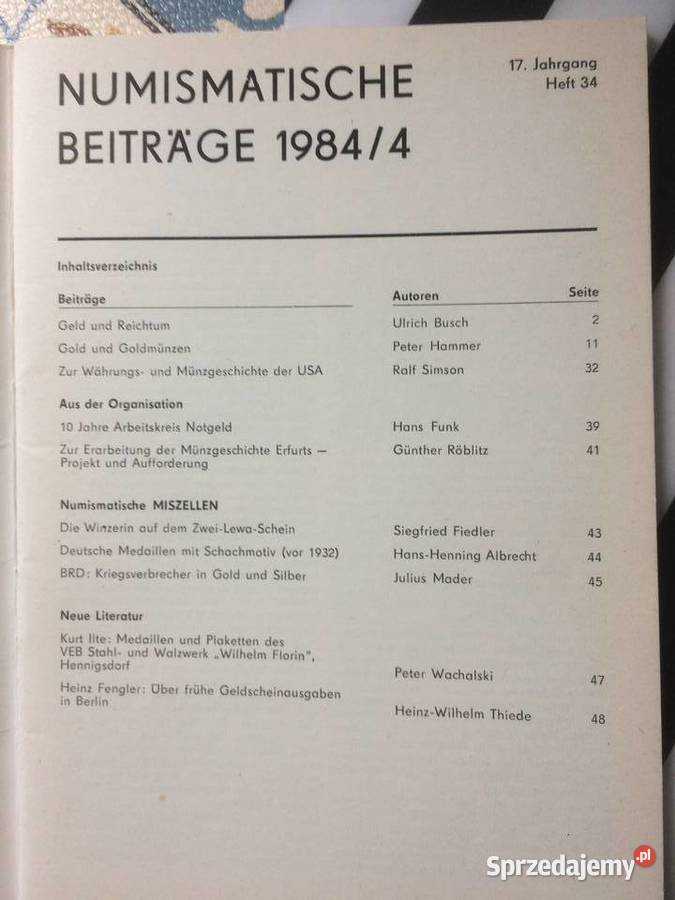 NUMISMATISCHE
BEITRÄGE 1984/4
17. Jahrgang
Heft 34
Inhaltsverzeichnis
Beiträge Autoren Seite
Geld und Reichtum Ulrich Busch 2
Gold und Goldmünzen Peter Hammer 11
Zur Währungs- und Münzgeschichte der USA Ralf Simson 32
Aus der Organisation
10 Jahre Arbeitskreis Notgeld Hans Funk 39
Zur Erarbeitung der Münzgeschichte Erfurts — Günther Röblitz 41
Projekt und Aufforderung
Numismatische MISZELLEN
Die Winzerin auf dem Zwei-Lewa-Schein Siegfried Fiedler 43
Deutsche Medaillen mit Schachmotiv (vor 1932) Hans-Henning Albrecht 44
BRD: Kriegsverbrecher in Gold und Silber Julius Mader 45
Neue Literatur
Kurt Ilte: Medaillen und Plaketten des
VEB Stahl- und Walzwerk „Wilhelm Florin",
Hennigsdorf Peter Wachalski 47
Heinz Fengler: Über frühe Geldscheinausgaben
in Berlin Heinz-Wilhelm Thiede 48
Sprzedajemy.pl